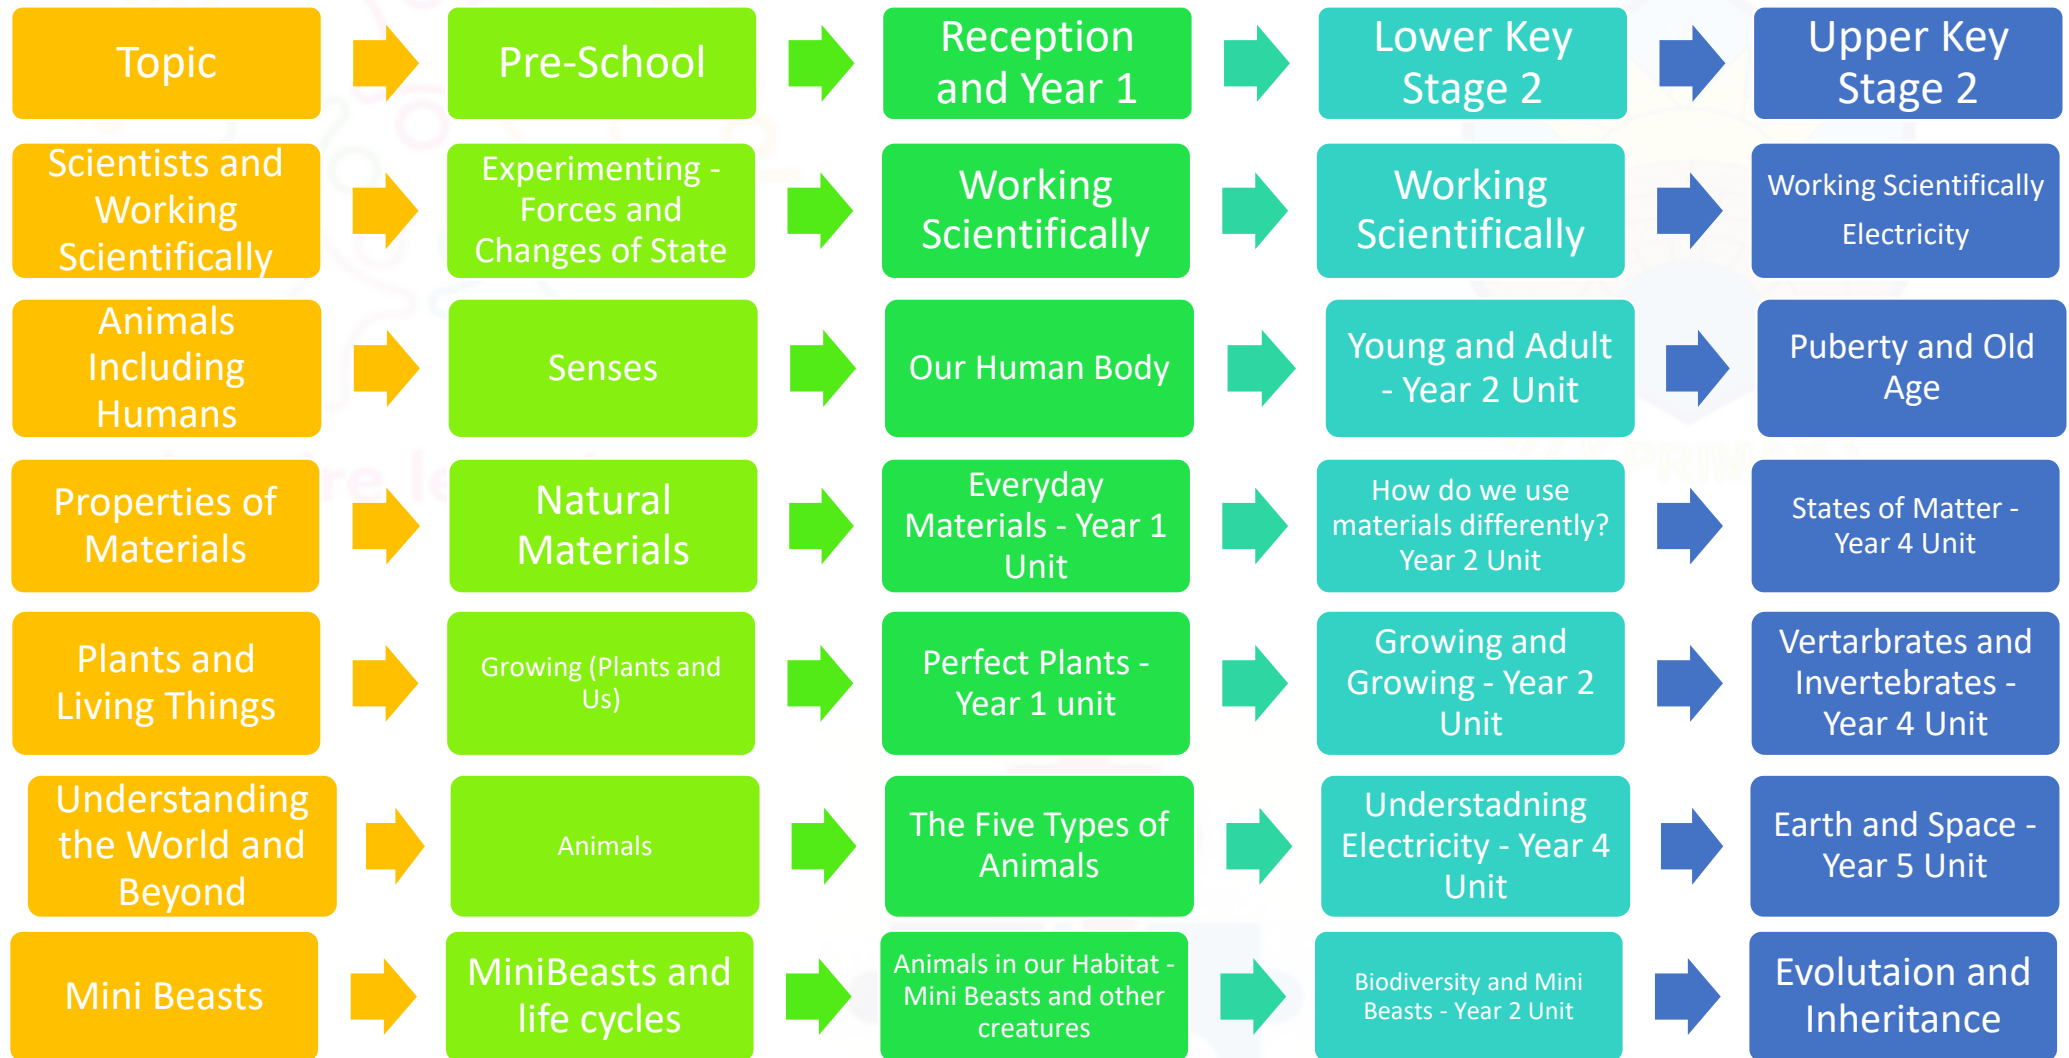 Topic
Pre-School
Reception
and Year 1
Lower Key
Stage 2
Upper Key
Stage 2
Scientists and
Working
Scientifically
Experimenting -
Forces and
Changes of State
Working
Scientifically
Working
Scientifically
Working Scientifically
Electricity
Animals
Including
Humans
Senses
Our Human Body
Young and Adult
- Year 2 Unit
Puberty and Old
Age
Properties of
Materials
Natural
Materials
Everyday
Materials - Year 1
Unit
How do we use
materials differently?
Year 2 Unit
States of Matter -
Year 4 Unit
Plants and
Living Things
Growing (Plants and
Us)
Perfect Plants -
Year 1 unit
Growing and
Growing - Year 2
Unit
Vertarbrates and
Invertebrates -
Year 4 Unit
Understanding
the World and
Beyond
Animals
The Five Types of
Animals
Understadning
Electricity - Year 4
Unit
Earth and Space -
Year 5 Unit
Mini Beasts
MiniBeasts and
life cycles
Animals in our Habitat -
Mini Beasts and other
creatures
Biodiversity and Mini
Beasts - Year 2 Unit
Evolutaion and
Inheritance